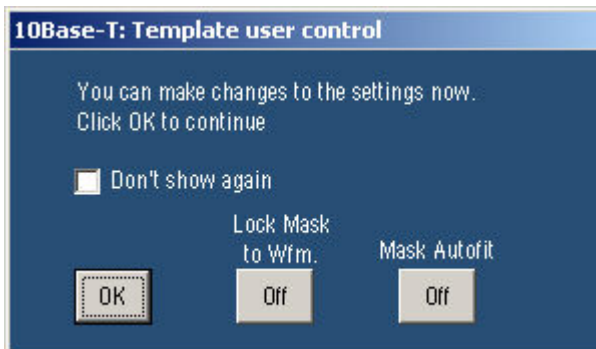 10Base-T: Template user control
You can make changes to the settings now.
Click OK to continue
Don't show again
Lock Mask
to Wfm.
Mask Autofit
OK
Off
Off